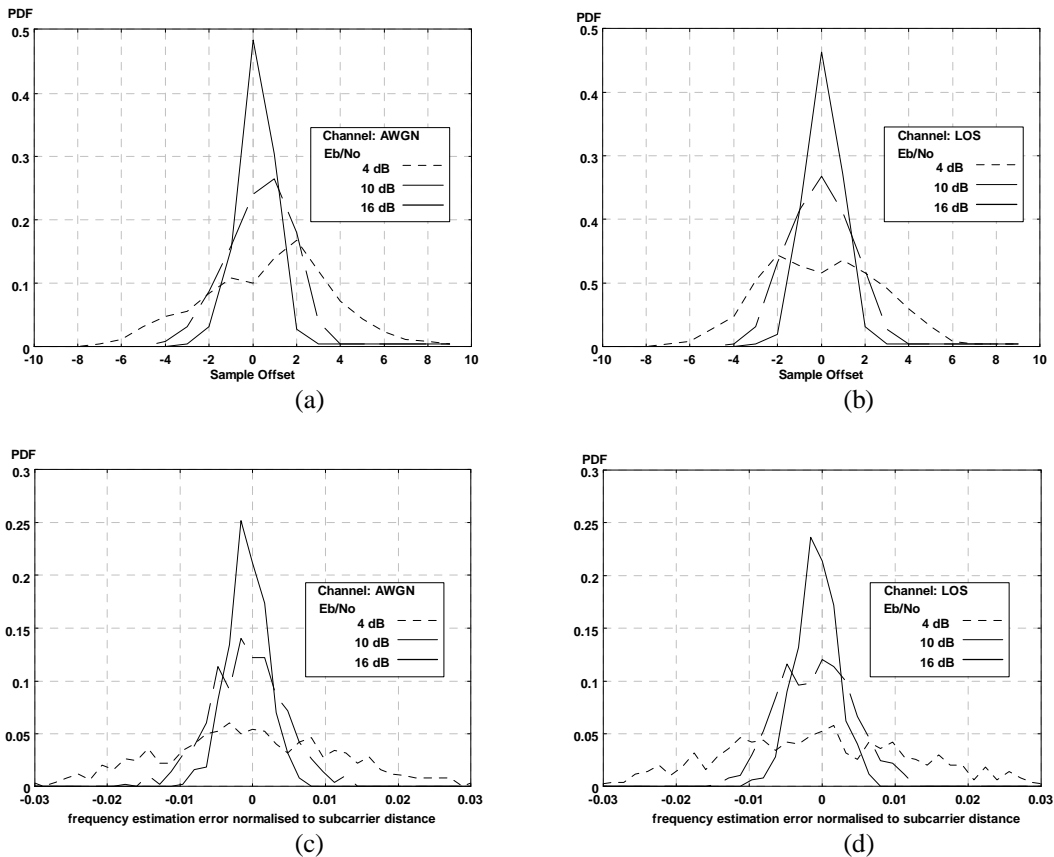 PDF
0.5
0.4
0.3
0.2
0.1
0
-10 -8 -6 -4 -2 0 2 4 6 8 10
Sample Offset
Channel: AWGN
Eb/No
4 dB
10 dB
16 dB
(a)
PDF
0.5
0.4
0.3
0.4
0.5
0
-10 -8 -6 -4 -2 0 2 4 6 8 10
Sample Offset
Channel: LOS
Eb/No
4 dB
10 dB
16 dB
(b)
PDF
0.3
0.25
0.2
0.15
0.1
0.05
0
-0.03 -0.02 -0.01 0 0.01 0.02 0.03
frequency estimation error normalised to subcarrier distance
Channel: AWGN
Eb/No
4 dB
10 dB
16 dB
(c)
PDF
0.3
0.25
0.2
0.15
0.1
0.05
0
-0.03 -0.02 -0.01 0 0.01 0.02 0.03
frequency estimation error normalised to subcarrier distance
Channel: LOS
Eb/No
4 dB
10 dB
16 dB
(d)